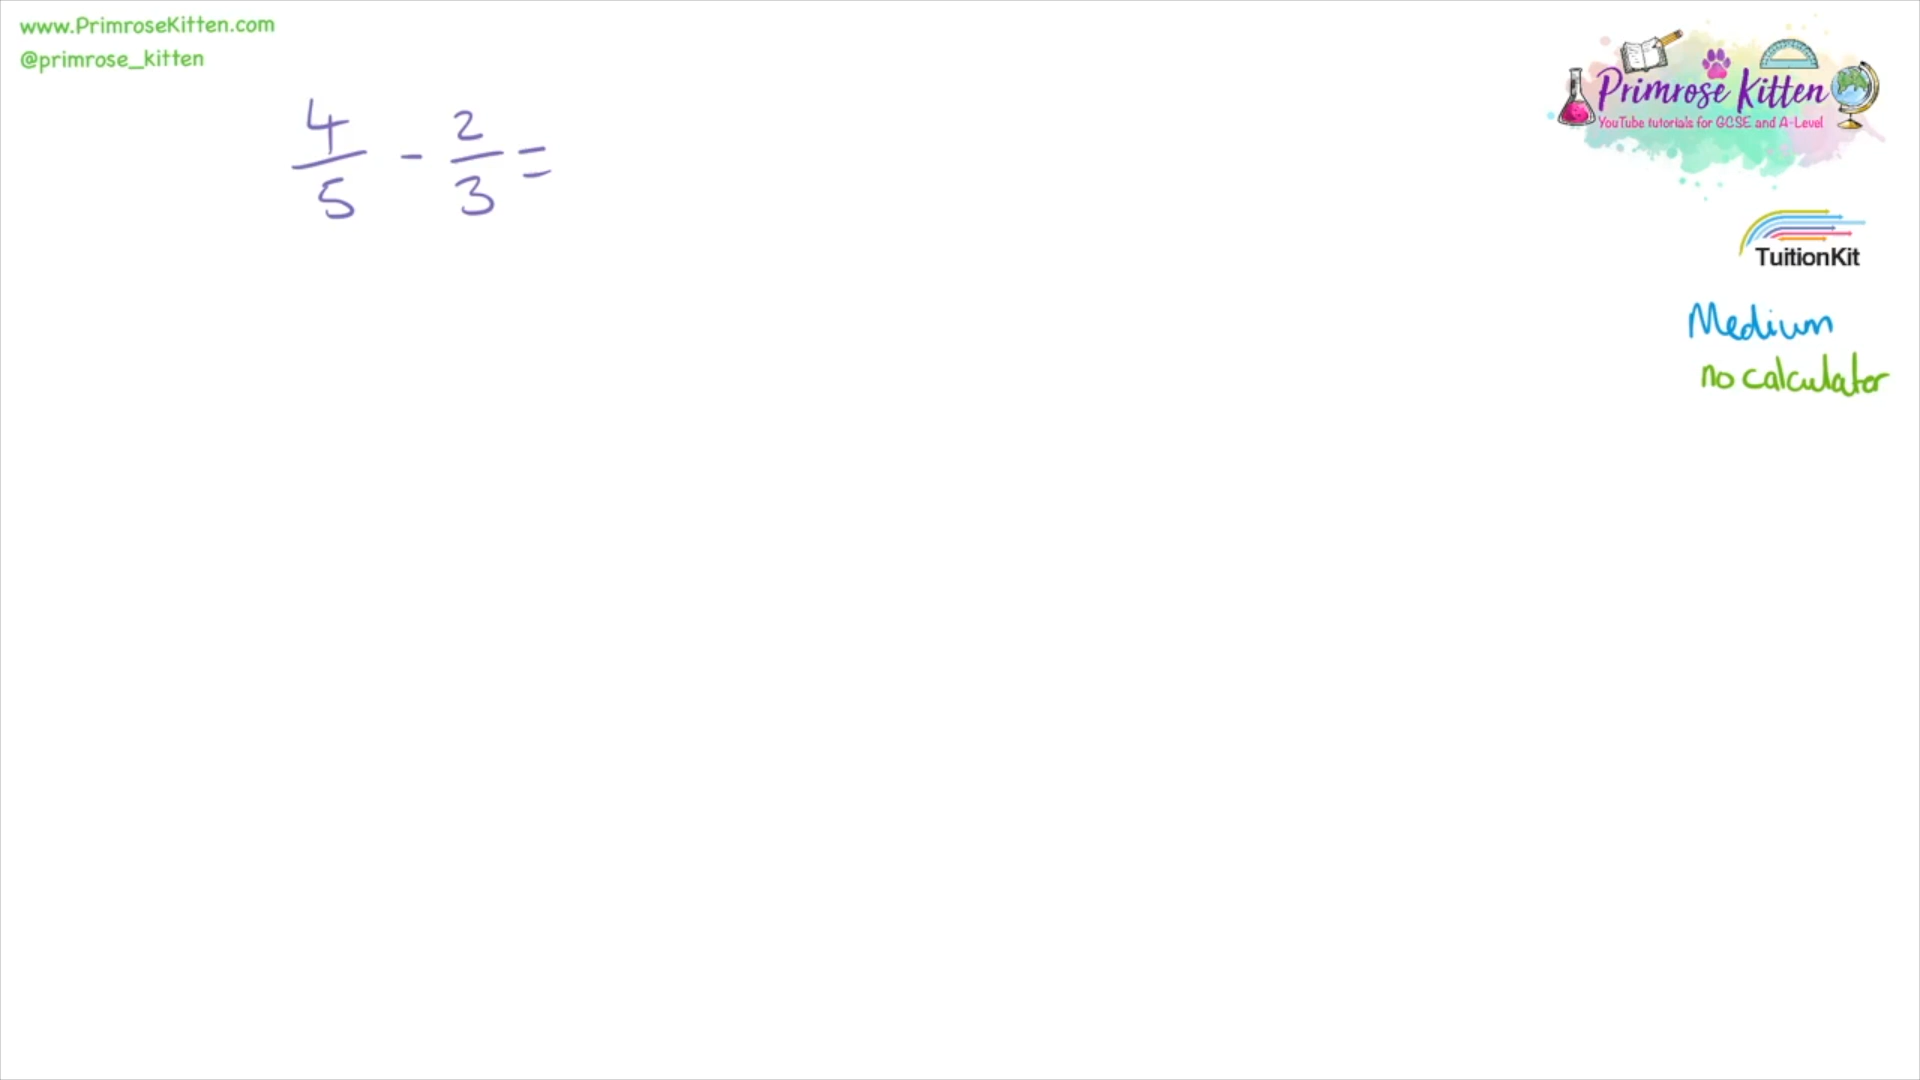 www.PrimroseKitten.com
@primrose_kitten
4/5 - 2/3 =
Primrose Kitten
YouTube tutorials for GCSE and A-Level
TuitionKit
Medium
no calculator